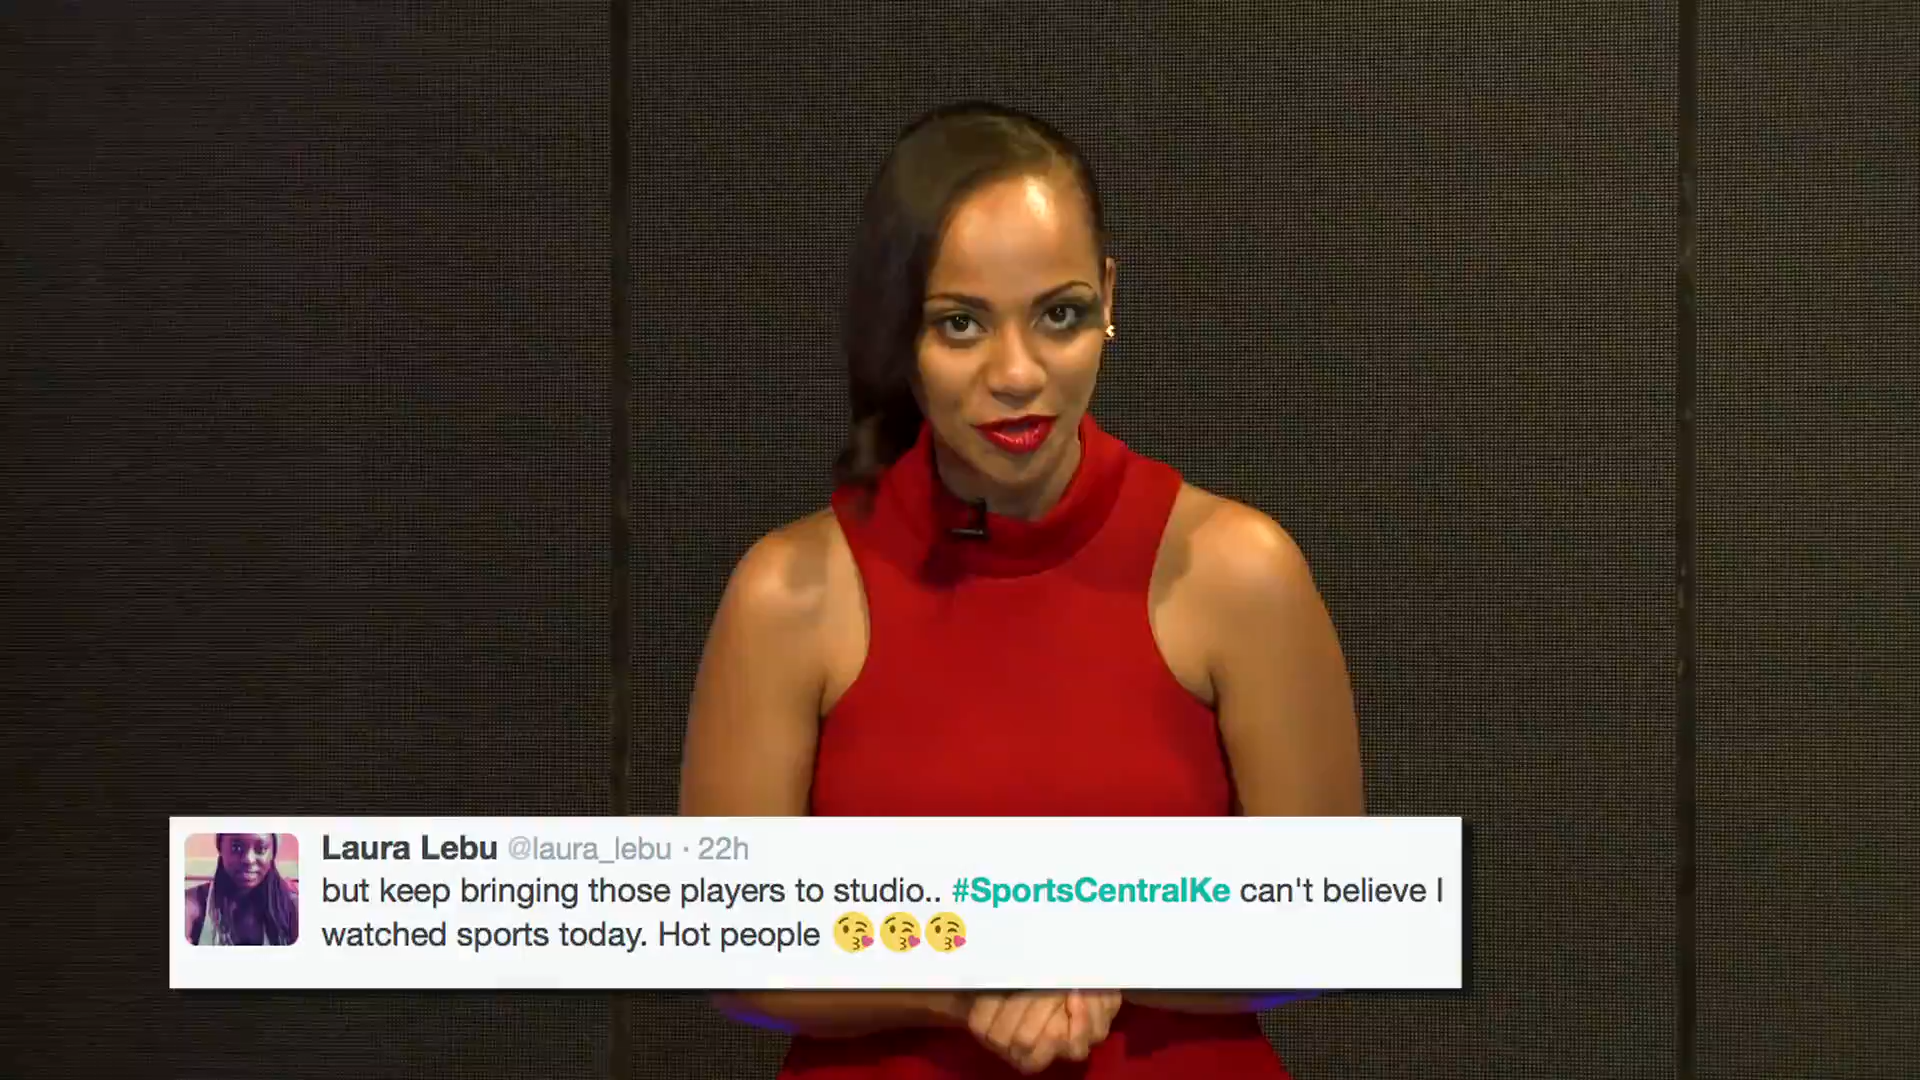 Laura Lebu @laura_lebu · 22h
but keep bringing those players to studio.. #SportsCentralKe can't believe I
watched sports today. Hot people 😘😘😘